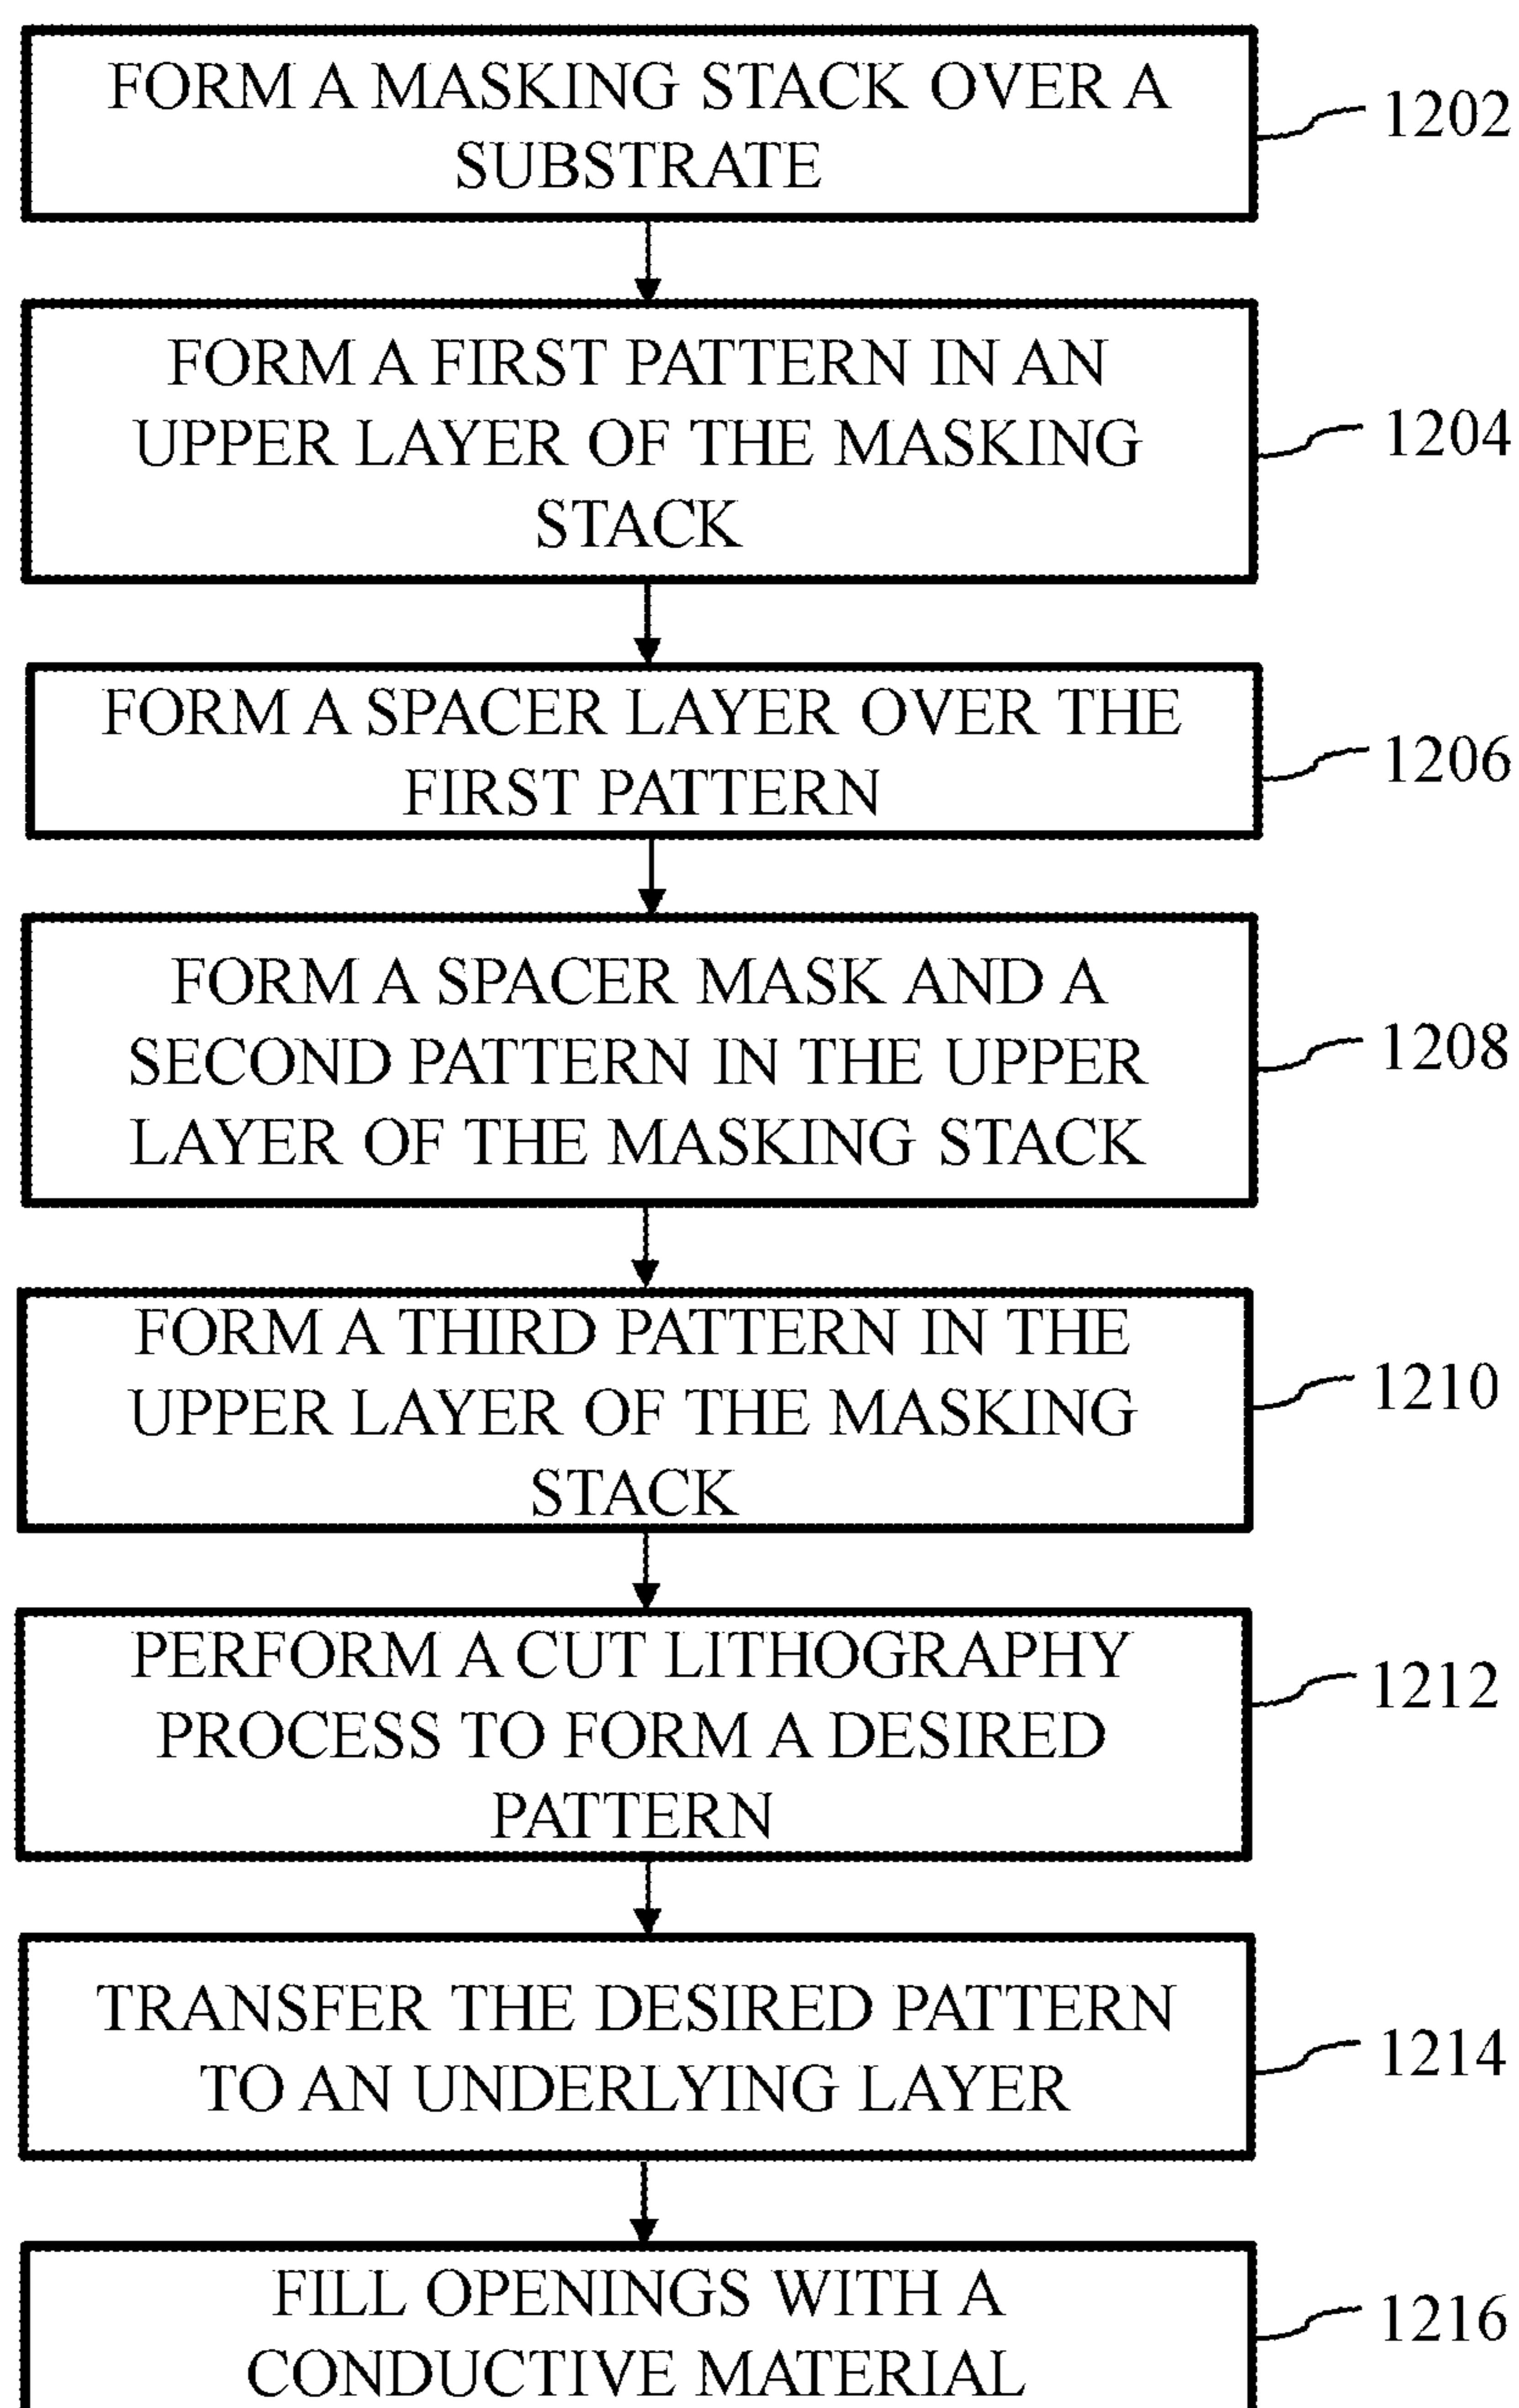 FORM A MASKING STACK OVER A
SUBSTRATE
1202
FORM A FIRST PATTERN IN AN
UPPER LAYER OF THE MASKING
STACK
1204
FORM A SPACER LAYER OVER THE
FIRST PATTERN
1206
FORM A SPACER MASK AND A
SECOND PATTERN IN THE UPPER
LAYER OF THE MASKING STACK
1208
FORM A THIRD PATTERN IN THE
UPPER LAYER OF THE MASKING
STACK
1210
PERFORM A CUT LITHOGRAPHY
PROCESS TO FORM A DESIRED
PATTERN
1212
TRANSFER THE DESIRED PATTERN
TO AN UNDERLYING LAYER
1214
FILL OPENINGS WITH A
CONDUCTIVE MATERIAL
1216